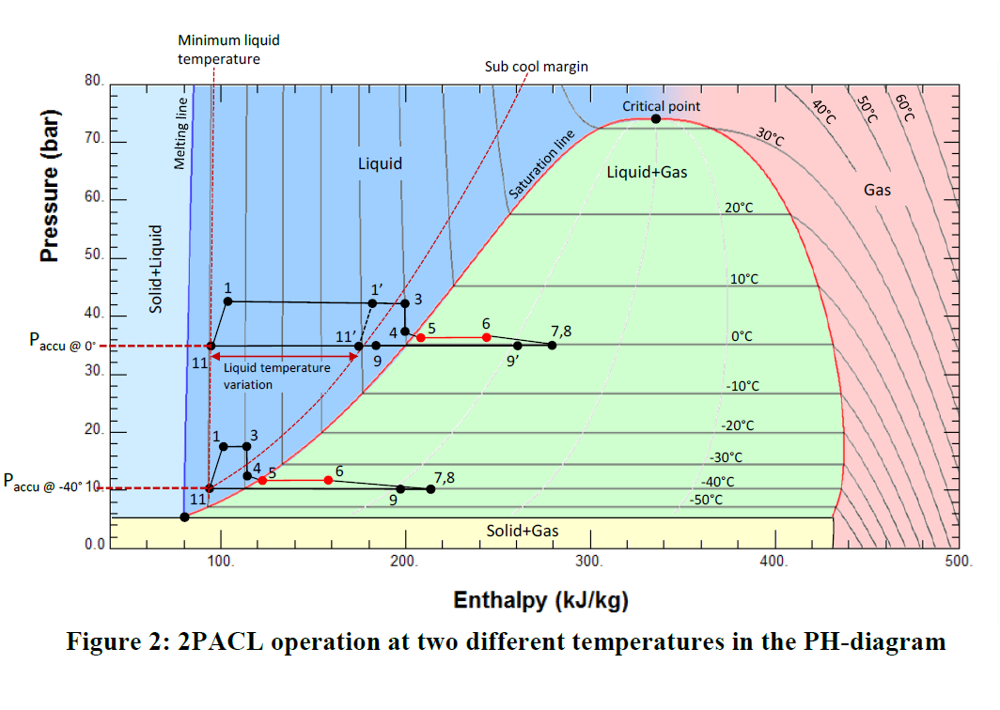 Minimum liquid
temperature
Sub cool margin
80.
70.
60.
50.
40.
30.
20.
10
0.0
Pressure (bar)
Melting line
Solid+Liquid
Liquid
Saturation line
Critical point
Liquid+Gas
Gas
40°C
50°C
60°C
30°C
20°C
10°C
0°C
-10°C
-20°C
-30°C
-40°C
-50°C
1
1’
3
4
5
6
7,8
P accu @ 0°
11
11’
9
9’
Liquid temperature
variation
1
3
4
5
6
7,8
P accu @ -40°
11
9
Solid+Gas
100.
200.
300.
400.
500.
Enthalpy (kJ/kg)
Figure 2: 2PACL operation at two different temperatures in the PH-diagram